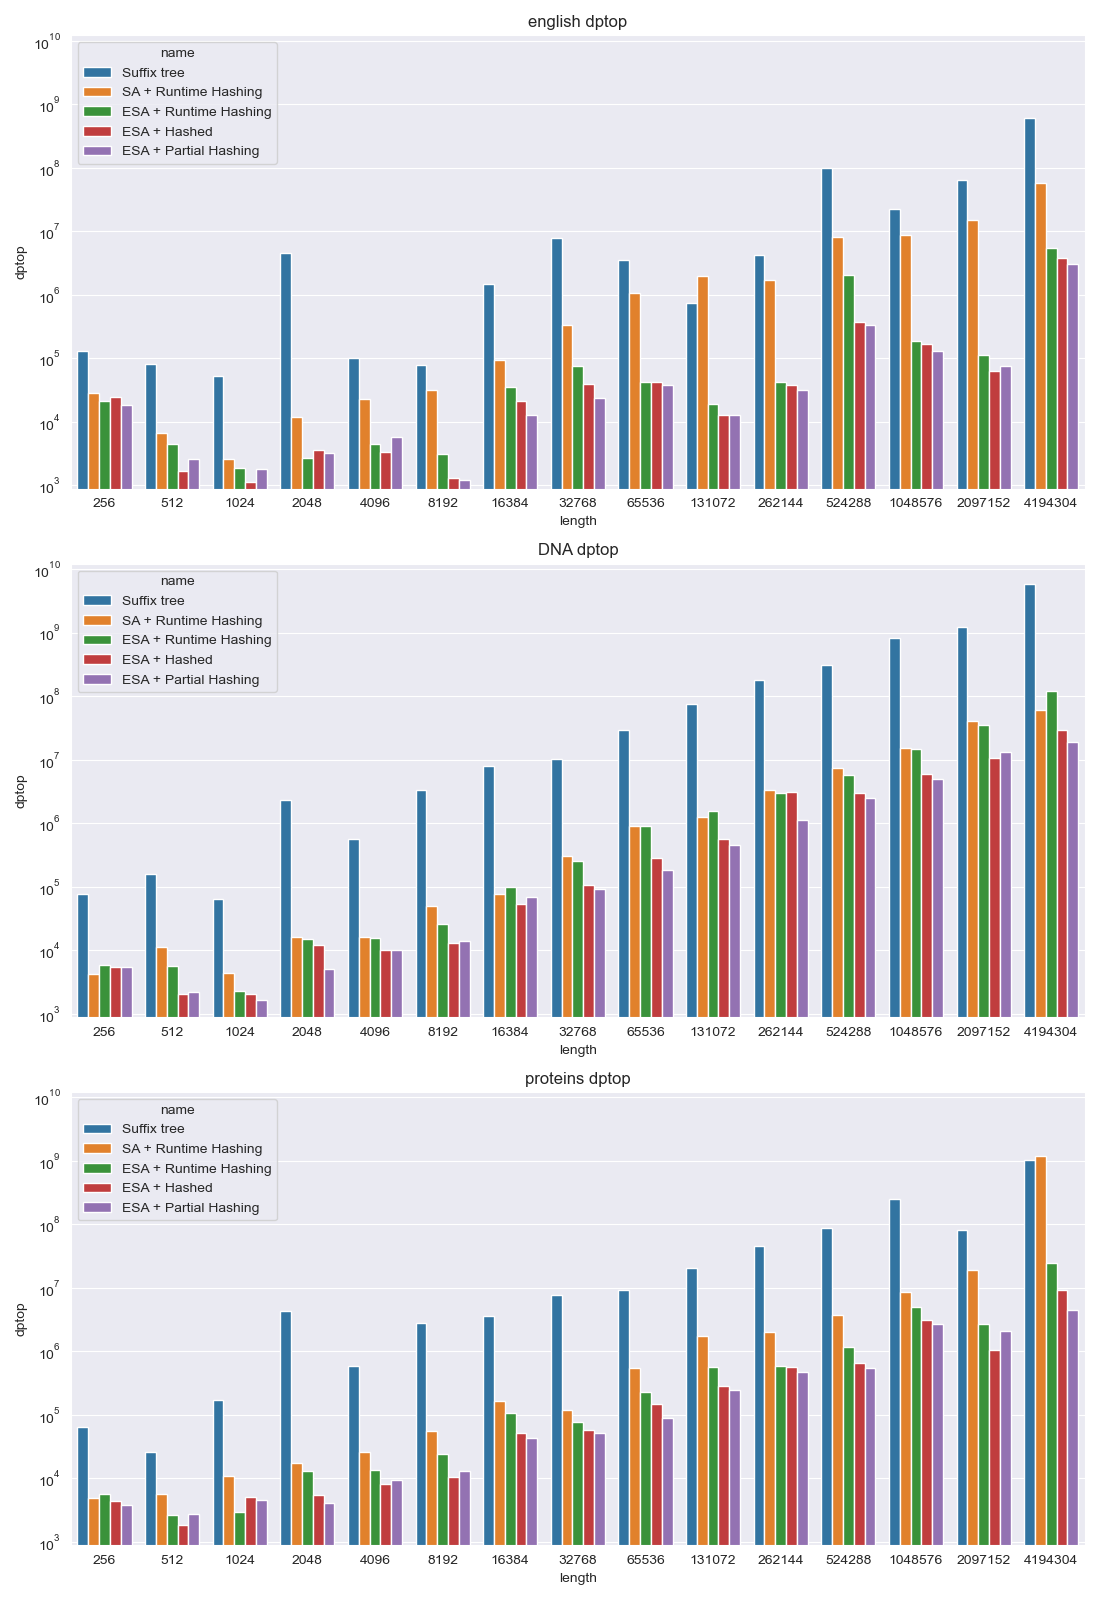 english dptop
10^10
10^9
10^8
10^7
10^6
10^5
10^4
10^3
dptop
name
Suffix tree
SA + Runtime Hashing
ESA + Runtime Hashing
ESA + Hashed
ESA + Partial Hashing
256 512 1024 2048 4096 8192 16384 32768 65536 131072 262144 524288 1048576 2097152 4194304
length
DNA dptop
10^10
10^9
10^8
10^7
10^6
10^5
10^4
10^3
dptop
name
Suffix tree
SA + Runtime Hashing
ESA + Runtime Hashing
ESA + Hashed
ESA + Partial Hashing
256 512 1024 2048 4096 8192 16384 32768 65536 131072 262144 524288 1048576 2097152 4194304
length
proteins dptop
10^10
10^9
10^8
10^7
10^6
10^5
10^4
10^3
dptop
name
Suffix tree
SA + Runtime Hashing
ESA + Runtime Hashing
ESA + Hashed
ESA + Partial Hashing
256 512 1024 2048 4096 8192 16384 32768 65536 131072 262144 524288 1048576 2097152 4194304
length